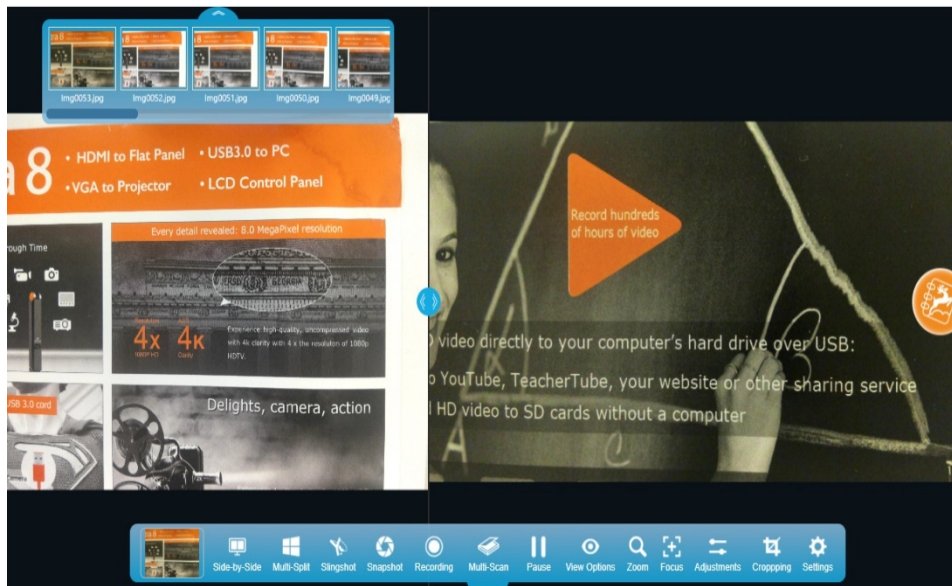 Img0053.jpg Img0052.jpg Img0051.jpg Img0050.jpg Img0049.jpg
a 8
• HDMI to Flat Panel • USB3.0 to PC
• VGA to Projector • LCD Control Panel
rough Time
Every detail revealed: 8.0 MegaPixel resolution
GEORGIA
4x 4K
1080P HD Clarity
Experience high-quality, uncompressed video
with 4k clarity with 4 x the resolution of 1080p
HDTV.
USB 3.0 cord
Delights, camera, action
Record hundreds
of hours of video
D video directly to your computer's hard drive over USB:
o YouTube, TeacherTube, your website or other sharing service
l HD video to SD cards without a computer
Side-by-Side Multi-Split Slingshot Snapshot Recording Multi-Scan Pause View Options Zoom Focus Adjustments Croppping Settings